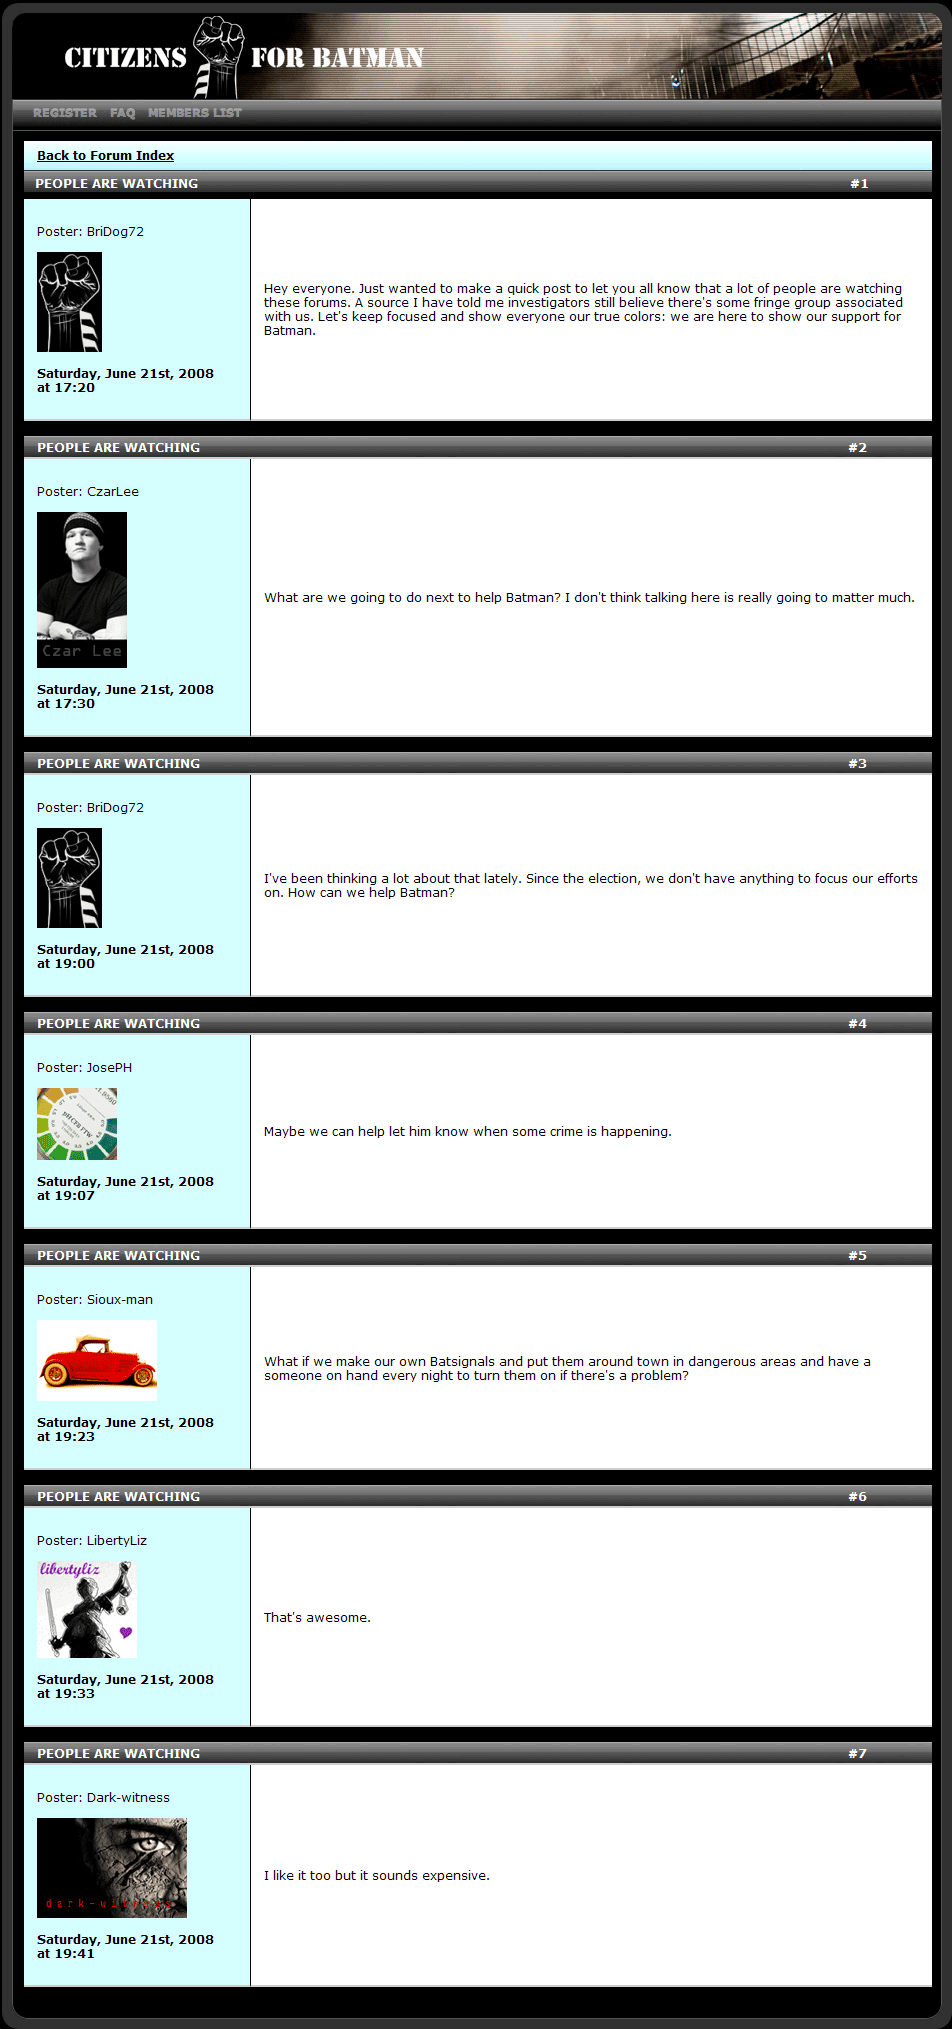 CITIZENS FOR BATMAN
REGISTER FAQ MEMBERS LIST
Back to Forum Index
PEOPLE ARE WATCHING #1
Poster: BriDog72
Hey everyone. Just wanted to make a quick post to let you all know that a lot of people are watching
these forums. A source I have told me investigators still believe there's some fringe group associated
with us. Let's keep focused and show everyone our true colors: we are here to show our support for
Batman.
Saturday, June 21st, 2008
at 17:20
PEOPLE ARE WATCHING #2
Poster: CzarLee
Czar Lee
What are we going to do next to help Batman? I don't think talking here is really going to matter much.
Saturday, June 21st, 2008
at 17:30
PEOPLE ARE WATCHING #3
Poster: BriDog72
I've been thinking a lot about that lately. Since the election, we don't have anything to focus our efforts
on. How can we help Batman?
Saturday, June 21st, 2008
at 19:00
PEOPLE ARE WATCHING #4
Poster: JosePH
Maybe we can help let him know when some crime is happening.
Saturday, June 21st, 2008
at 19:07
PEOPLE ARE WATCHING #5
Poster: Sioux-man
What if we make our own Batsignals and put them around town in dangerous areas and have a
someone on hand every night to turn them on if there's a problem?
Saturday, June 21st, 2008
at 19:23
PEOPLE ARE WATCHING #6
Poster: LibertyLiz
libertyliz
That's awesome.
Saturday, June 21st, 2008
at 19:33
PEOPLE ARE WATCHING #7
Poster: Dark-witness
dark-witness
I like it too but it sounds expensive.
Saturday, June 21st, 2008
at 19:41